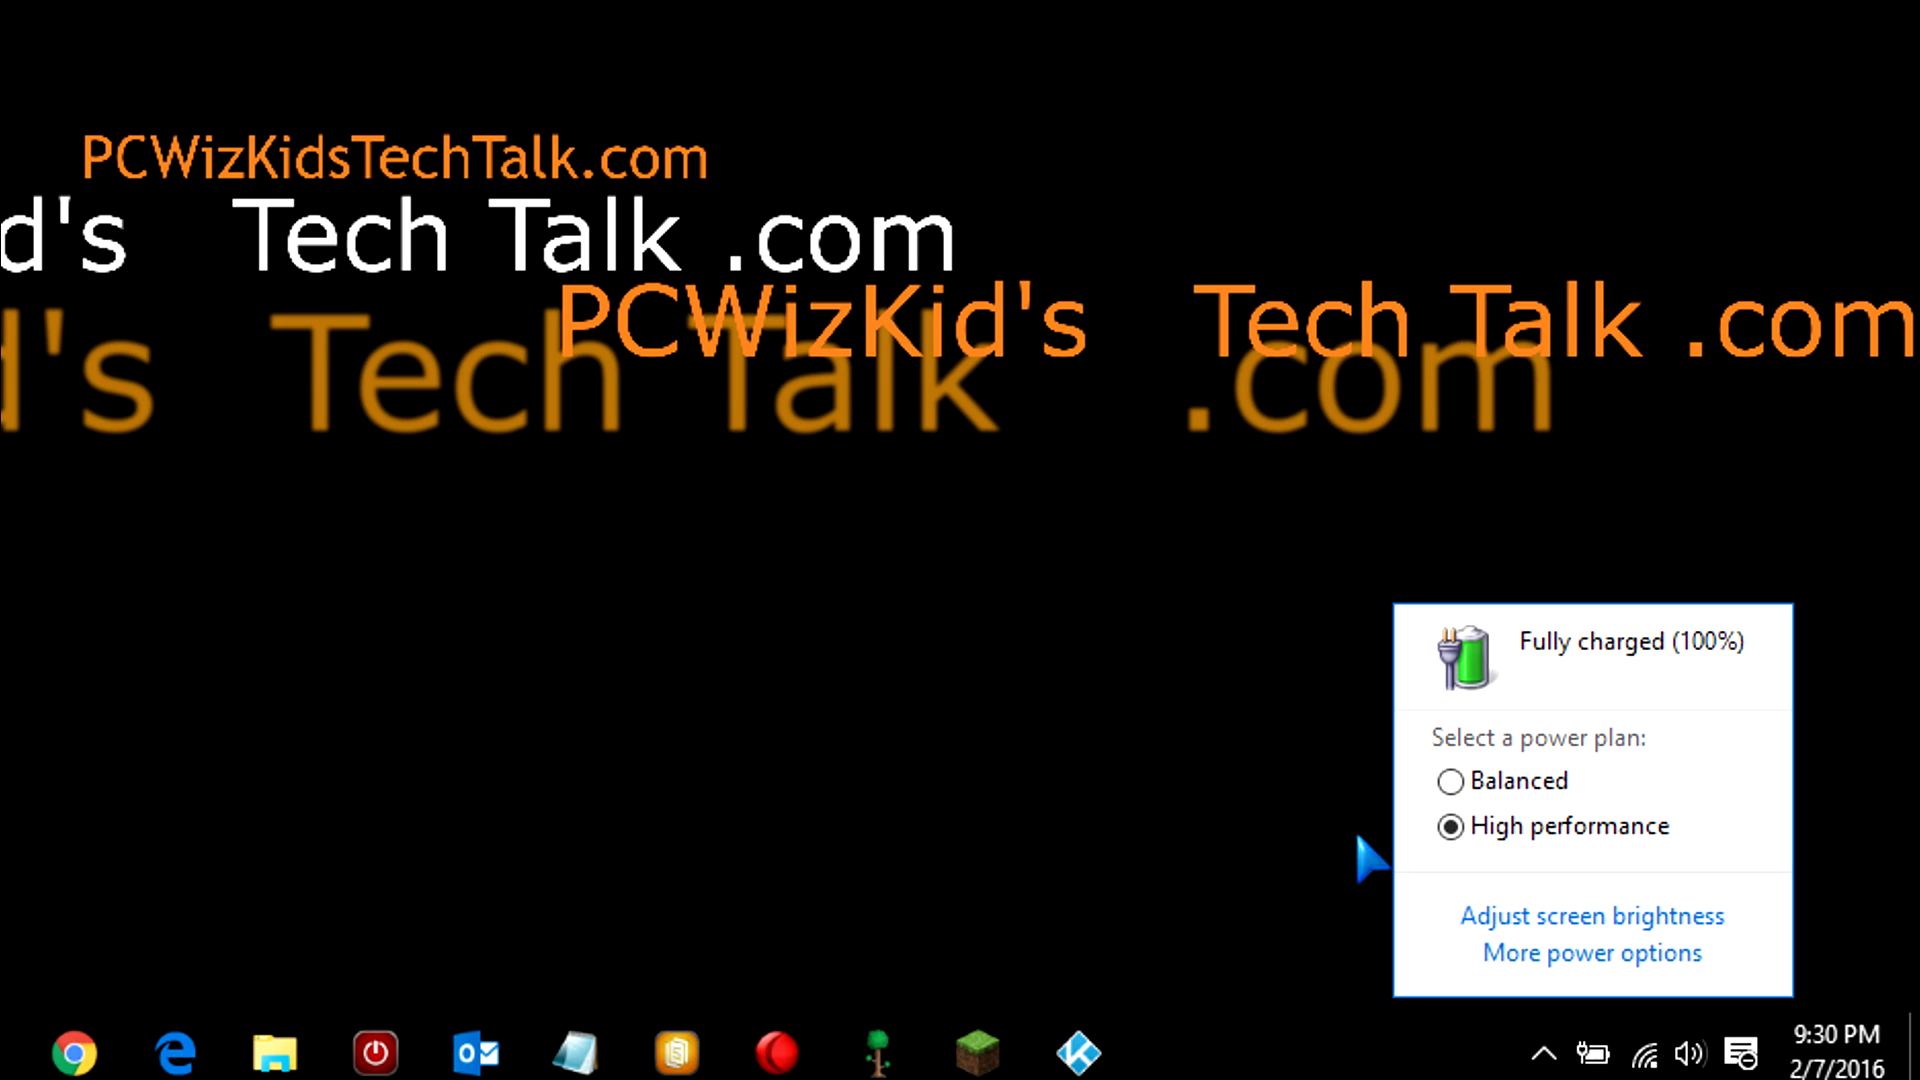 PCWizKidsTechTalk.com
d's Tech Talk .com
PCWizKid's Tech Talk .com
d's Tech Talk .com
Fully charged (100%)
Select a power plan:
Balanced
High performance
Adjust screen brightness
More power options
9:30 PM
2/7/2016